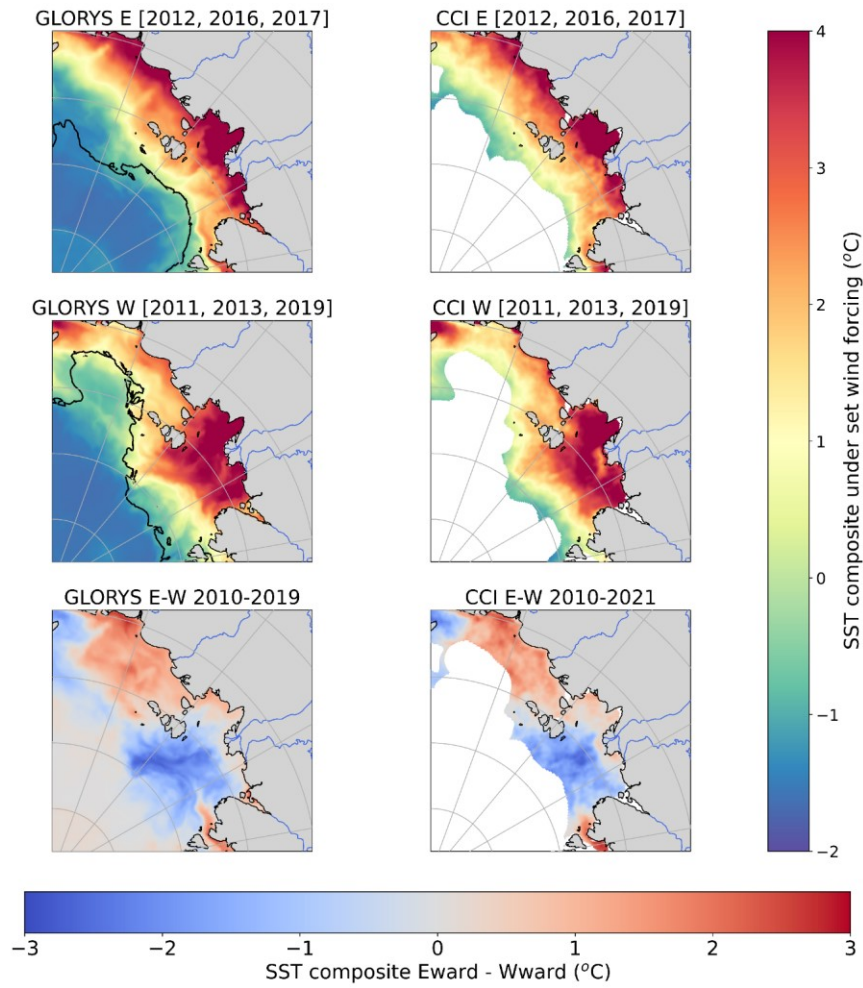 GLORYS E [2012, 2016, 2017]
CCI E [2012, 2016, 2017]
GLORYS W [2011, 2013, 2019]
CCI W [2011, 2013, 2019]
GLORYS E-W 2010-2019
CCI E-W 2010-2021
4
3
2
1
0
−1
−2
SST composite under set wind forcing (°C)
−3 −2 −1 0 1 2 3
SST composite Eward - Wward (°C)